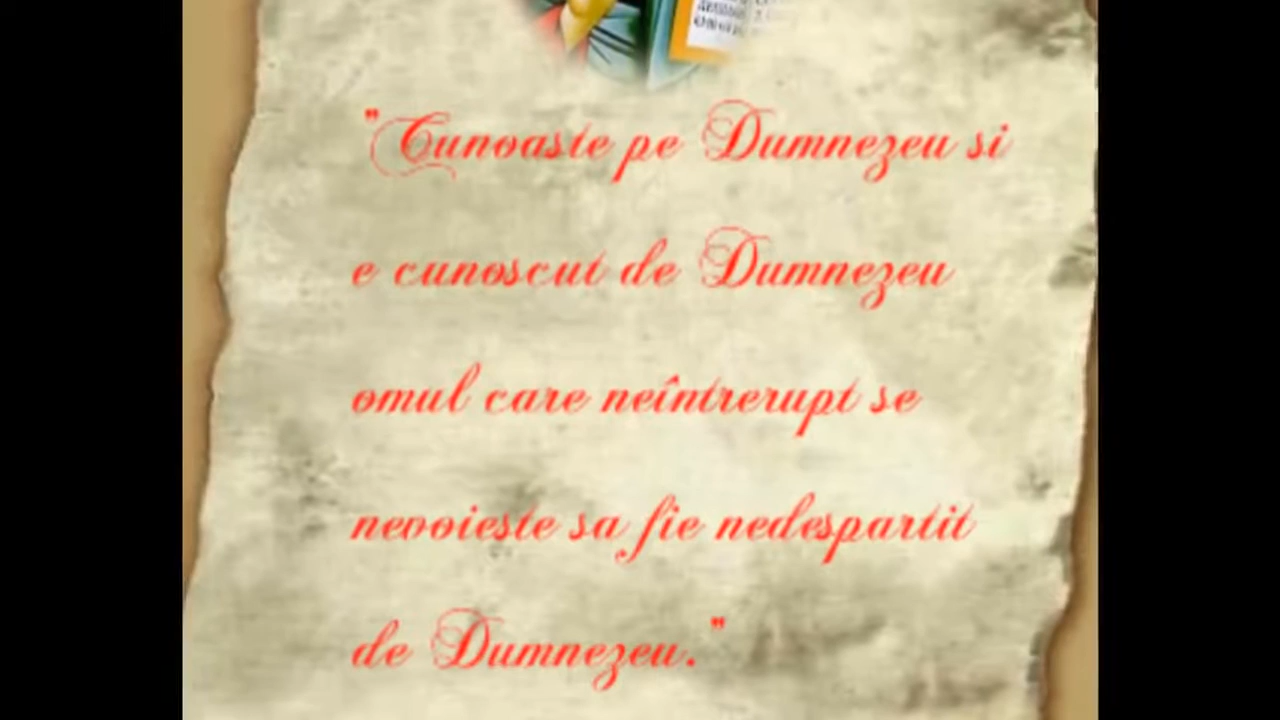 "Cunoaste pe Dumnezeu si
e cunoscut de Dumnezeu
omul care neîntrerupt se
nevoieste sa fie nedespartit
de Dumnezeu."